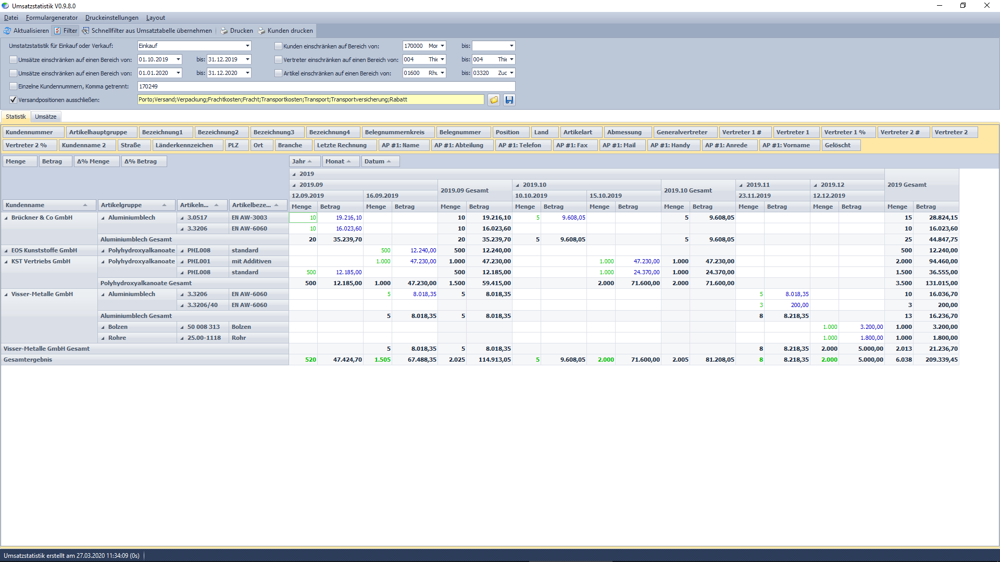 Umsatzstatistik V0.9.8.0
Datei Formulargenerator Druckeinstellungen Layout
Aktualisieren Filter Schnellfilter aus Umsatztabelle übernehmen Drucken Kunden drucken
Umstatzstatistik für Einkauf oder Verkauf: Einkauf Kunden einschränken auf Bereich von: 170000 bis:
Umsätze einschränken auf einen Bereich von: 01.10.2019 bis: 31.12.2019 Vertreter einschränken auf einen Bereich von: 004 Thi bis: 004 Thi
Umsätze einschränken auf einen Bereich von: 01.01.2020 bis: 31.12.2020 Artikel einschränken auf einen Bereich von: 01600 bis: 03320 Zuc
Einzelne Kundennummern, Komma getrennt: 170249
Versandpositionen ausschließen: Porto;Versand;Verpackung;Frachtkosten;Fracht;Transportkosten;Transport;Transportversicherung;Rabatt
Statistik Umsätze
Kundennummer Artikelhauptgruppe Bezeichnung1 Bezeichnung2 Bezeichnung3 Bezeichnung4 Belegnummernkreis Belegnummer Position Land Artikelart Abmessung Generalvertreter Vertreter 1 # Vertreter 1 Vertreter 1 % Vertreter 2 # Vertreter 2
Vertreter 2 % Kundenname 2 Straße Länderkennzeichen PLZ Ort Branche Letzte Rechnung AP #1: Name AP #1: Abteilung AP #1: Telefon AP #1: Fax AP #1: Mail AP #1: Handy AP #1: Anrede AP #1: Vorname Gelöscht
Menge Betrag Δ% Menge Δ% Betrag Jahr Monat Datum
2019
2019.09 2019.09 Gesamt 2019.10 2019.10 Gesamt 2019.11 2019.12 2019 Gesamt
12.09.2019 16.09.2019 10.10.2019 15.10.2019 23.11.2019 12.12.2019
Kundenname Artikelgruppe Artikeln... Artikelbeze... Menge Betrag Menge Betrag Menge Betrag Menge Betrag Menge Betrag Menge Betrag Menge Betrag Menge Betrag Menge Betrag
Brückner & Co GmbH Aluminiumblech 3.0517 EN AW-3003 10 19.216,10 10 19.216,10 5 9.608,05 5 9.608,05 15 28.824,15
3.3206 EN AW-6060 10 16.023,60 10 16.023,60 10 16.023,60
Aluminiumblech Gesamt 20 35.239,70 20 35.239,70 5 9.608,05 5 9.608,05 25 44.847,75
EOS Kunststoffe GmbH Polyhydroxyalkanoate PHI.008 standard 500 12.240,00 500 12.240,00 500 12.240,00
KST Vertriebs GmbH Polyhydroxyalkanoate PHI.001 mit Additiven 1.000 47.230,00 1.000 47.230,00 1.000 47.230,00 1.000 47.230,00 2.000 94.460,00
PHI.008 standard 500 12.185,00 500 12.185,00 1.000 24.370,00 1.000 24.370,00 1.500 36.555,00
Polyhydroxyalkanoate Gesamt 500 12.185,00 1.000 47.230,00 1.500 59.415,00 2.000 71.600,00 2.000 71.600,00 3.500 131.015,00
Visser-Metalle GmbH Aluminiumblech 3.3206 EN AW-6060 5 8.018,35 5 8.018,35 5 8.018,35 10 16.036,70
3.3206/40 EN AW-6060 3 200,00 3 200,00
Aluminiumblech Gesamt 5 8.018,35 5 8.018,35 8 8.218,35 13 16.236,70
Bolzen 50 008 313 Bolzen 1.000 3.200,00 1.000 3.200,00
Rohre 25.00-1118 Rohr 1.000 1.800,00 1.000 1.800,00
Visser-Metalle GmbH Gesamt 5 8.018,35 5 8.018,35 8 8.218,35 2.000 5.000,00 2.013 21.236,70
Gesamtergebnis 520 47.424,70 1.505 67.488,35 2.025 114.913,05 5 9.608,05 2.000 71.600,00 2.005 81.208,05 8 8.218,35 2.000 5.000,00 6.038 209.339,45
Umsatzstatistik erstellt am 27.03.2020 11:34:09 (0s)